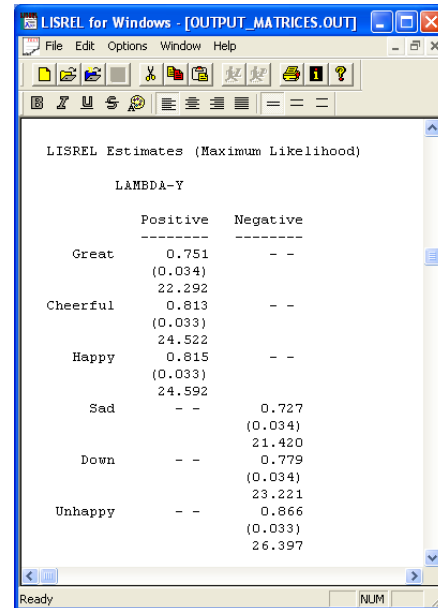 LISREL for Windows - [OUTPUT_MATRICES.OUT]
File Edit Options Window Help
B I U S
LISREL Estimates (Maximum Likelihood)
LAMBDA-Y
Positive Negative
-------- --------
Great 0.751 - -
(0.034)
22.292
Cheerful 0.813 - -
(0.033)
24.522
Happy 0.815 - -
(0.033)
24.592
Sad - - 0.727
(0.034)
21.420
Down - - 0.779
(0.034)
23.221
Unhappy - - 0.866
(0.033)
26.397
Ready NUM